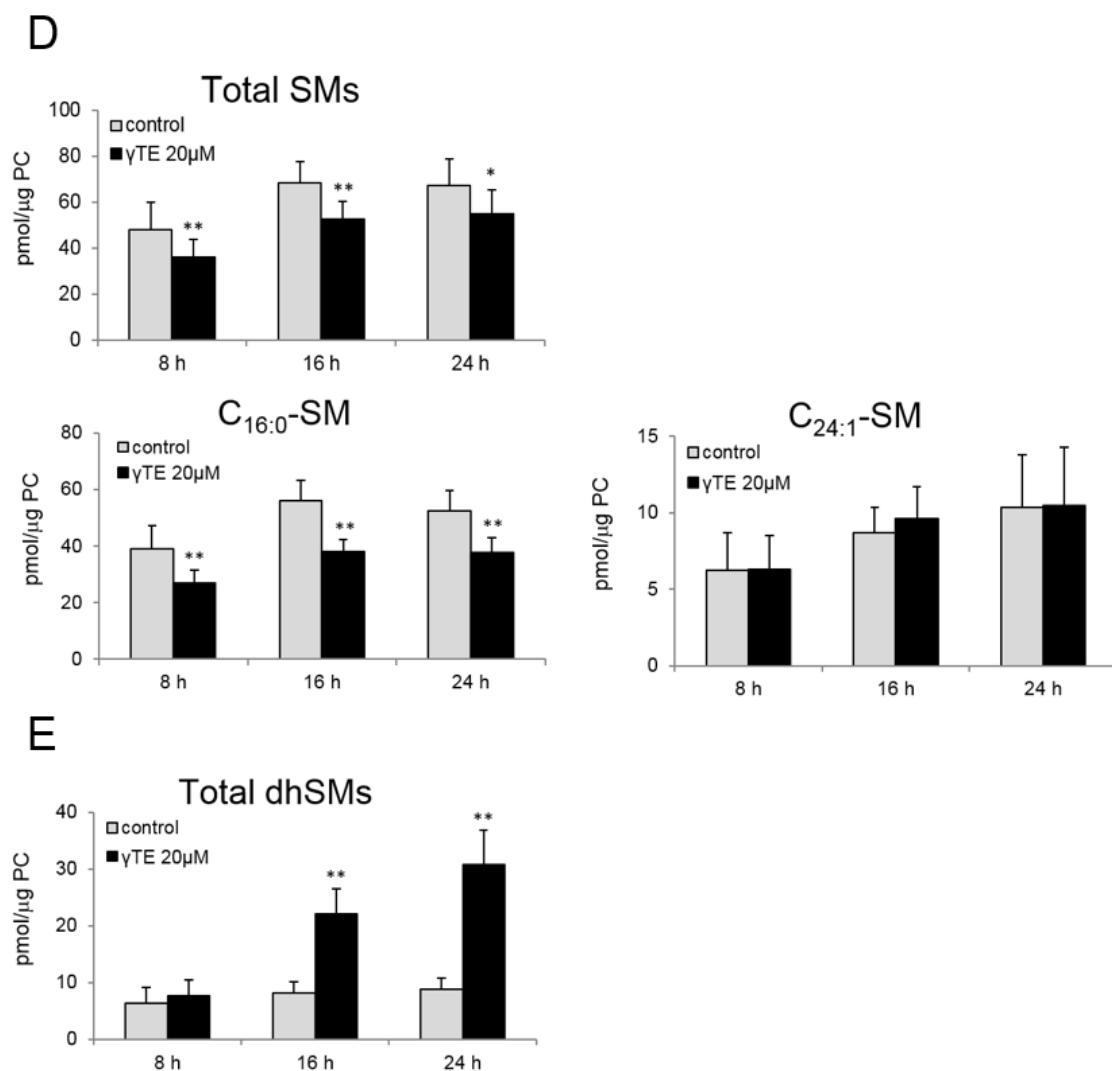 D
Total SMs
100
80
60
40
20
0
pmol/μg PC
control
γTE 20μM
**
**
*
8 h 16 h 24 h
C16:0-SM
80
60
40
20
0
pmol/μg PC
control
γTE 20μM
**
**
**
8 h 16 h 24 h
C24:1-SM
15
10
5
0
pmol/μg PC
control
γTE 20μM
8 h 16 h 24 h
E
Total dhSMs
40
30
20
10
0
pmol/μg PC
control
γTE 20μM
**
**
8 h 16 h 24 h